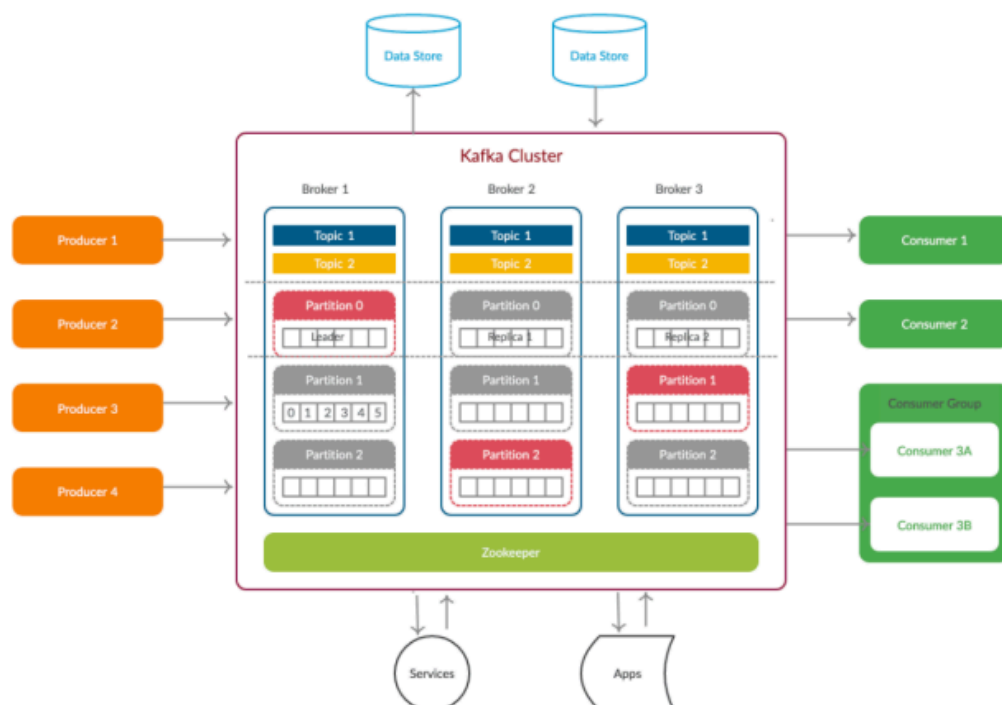 Data Store
Data Store
Kafka Cluster
Broker 1
Broker 2
Broker 3
Producer 1
Producer 2
Producer 3
Producer 4
Topic 1
Topic 2
Partition 0
Leader
Partition 1
0 1 2 3 4 5
Partition 2
Topic 1
Topic 2
Partition 0
Replica 1
Partition 1
Partition 2
Topic 1
Topic 2
Partition 0
Replica 2
Partition 1
Partition 2
Zookeeper
Consumer 1
Consumer 2
Consumer Group
Consumer 3A
Consumer 3B
Services
Apps